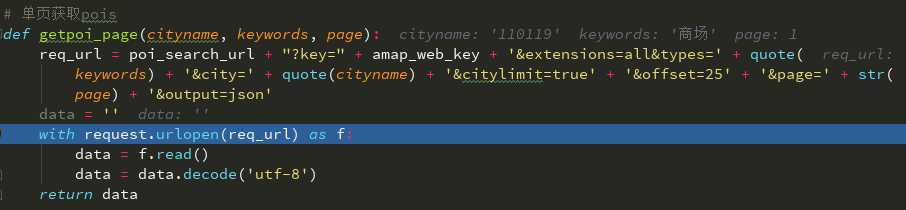 # 单页获取pois
def getpoi_page(cityname, keywords, page):  cityname: '110119'  keywords: '商场'  page: 1
req_url = poi_search_url + "?key=" + amap_web_key + '&extensions=all&types=' + quote(  req_url:
keywords) + '&city=' + quote(cityname) + '&citylimit=true' + '&offset=25' + '&page=' + str(
page) + '&output=json'
data = ''  data: ''
with request.urlopen(req_url) as f:
data = f.read()
data = data.decode('utf-8')
return data